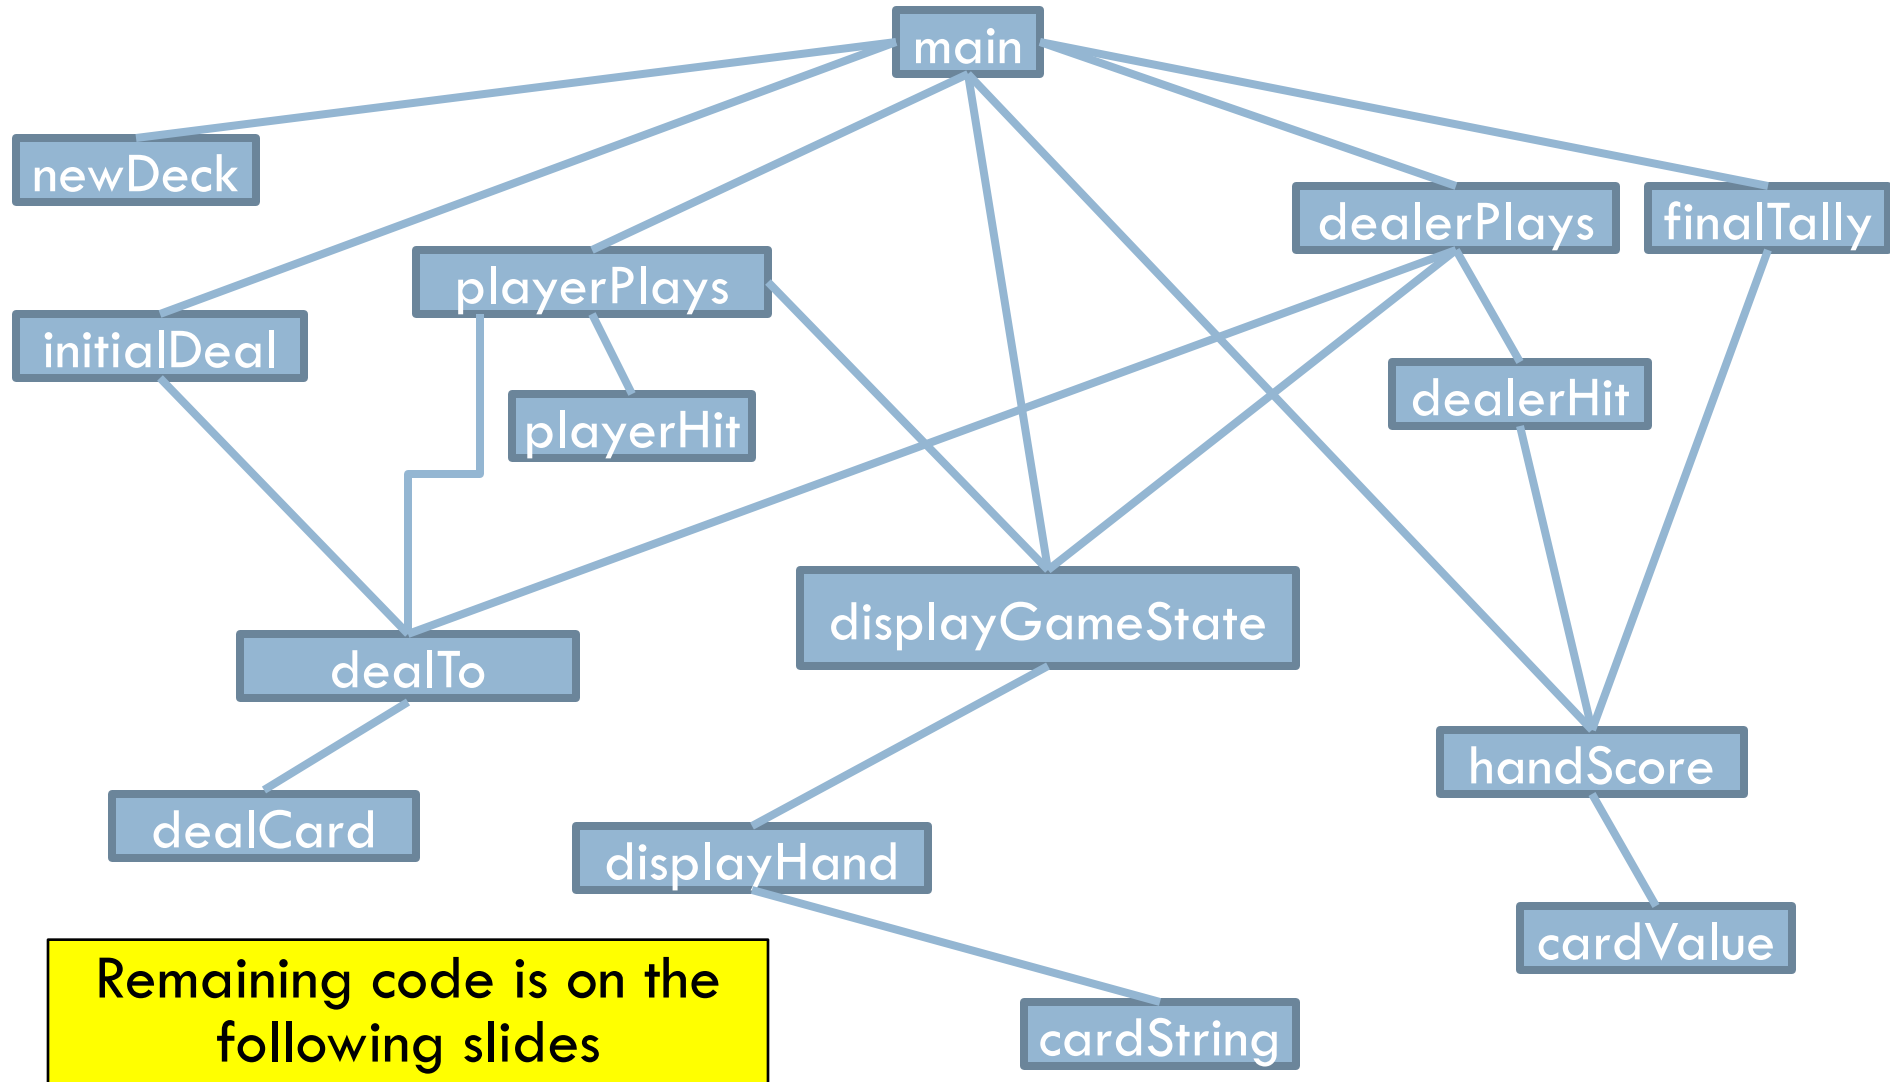 main
newDeck
dealerPlays
finalTally
playerPlays
initialDeal
dealerHit
playerHit
displayGameState
dealTo
handScore
dealCard
displayHand
cardValue
Remaining code is on the
following slides
cardString